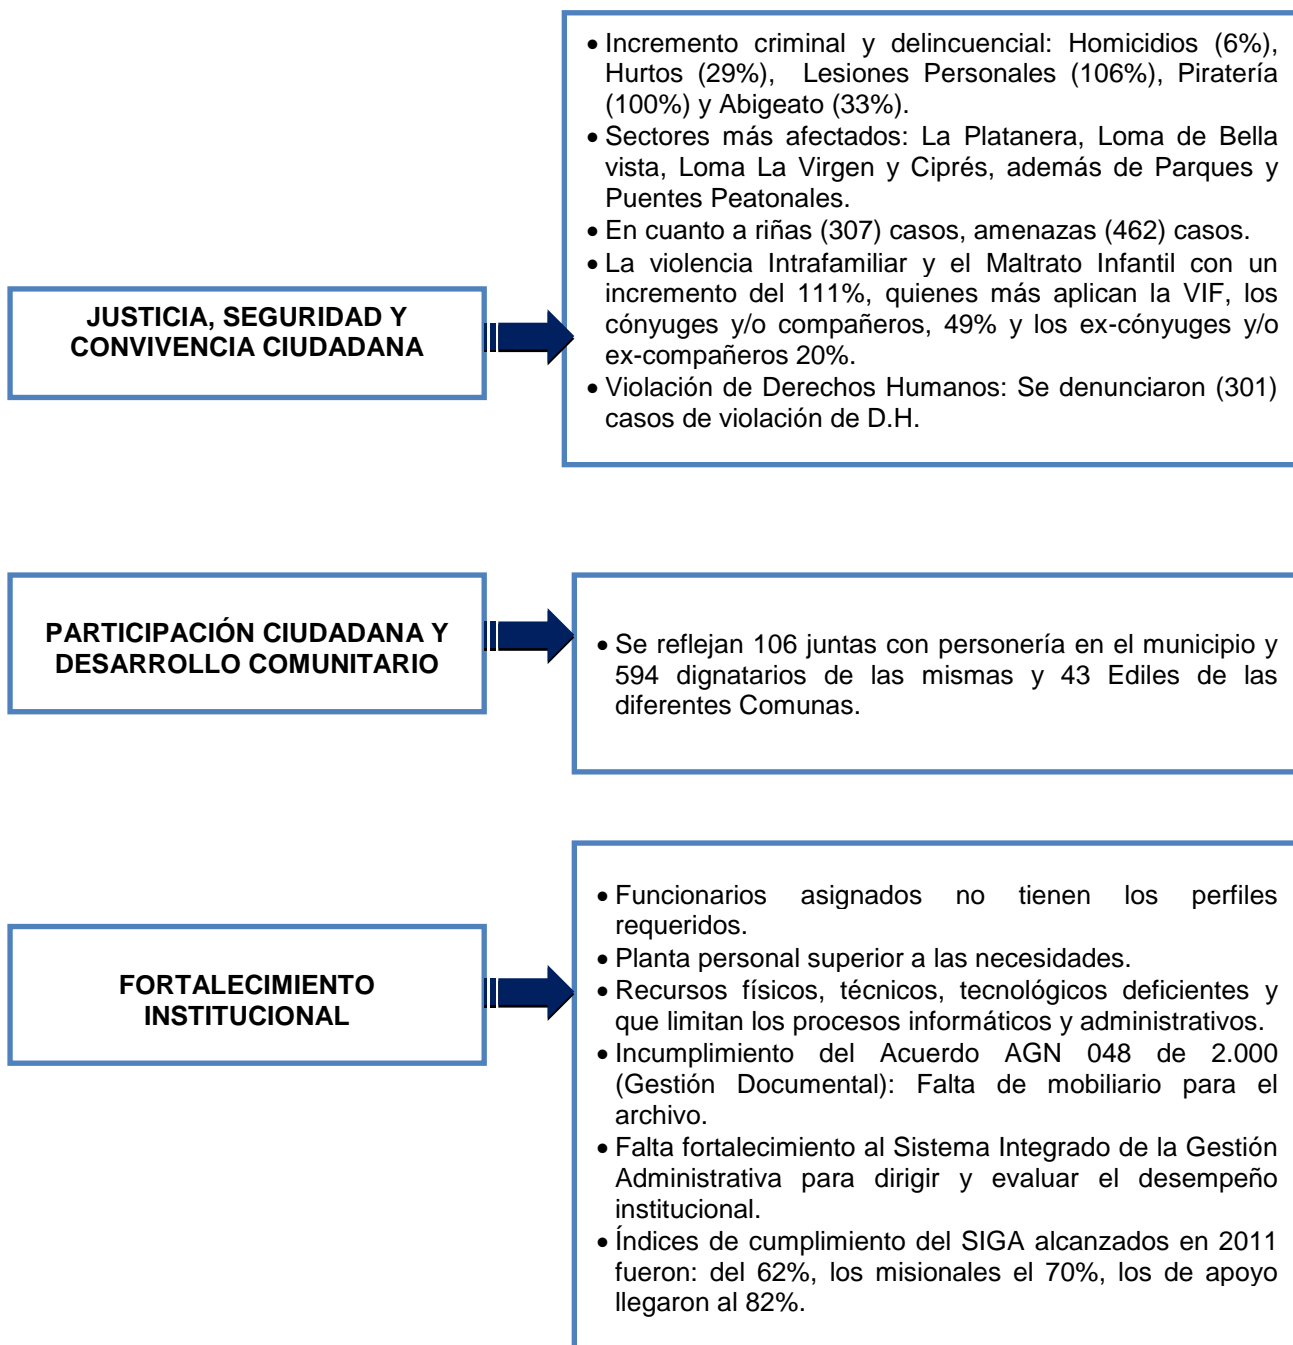 JUSTICIA, SEGURIDAD Y
CONVIVENCIA CIUDADANA
• Incremento criminal y delincuencial: Homicidios (6%),
Hurtos (29%), Lesiones Personales (106%), Piratería
(100%) y Abigeato (33%).
• Sectores más afectados: La Platanera, Loma de Bella
vista, Loma La Virgen y Ciprés, además de Parques y
Puentes Peatonales.
• En cuanto a riñas (307) casos, amenazas (462) casos.
• La violencia Intrafamiliar y el Maltrato Infantil con un
incremento del 111%, quienes más aplican la VIF, los
cónyuges y/o compañeros, 49% y los ex-cónyuges y/o
ex-compañeros 20%.
• Violación de Derechos Humanos: Se denunciaron (301)
casos de violación de D.H.
PARTICIPACIÓN CIUDADANA Y
DESARROLLO COMUNITARIO
• Se reflejan 106 juntas con personería en el municipio y
594 dignatarios de las mismas y 43 Ediles de las
diferentes Comunas.
FORTALECIMIENTO
INSTITUCIONAL
• Funcionarios asignados no tienen los perfiles
requeridos.
• Planta personal superior a las necesidades.
• Recursos físicos, técnicos, tecnológicos deficientes y
que limitan los procesos informáticos y administrativos.
• Incumplimiento del Acuerdo AGN 048 de 2.000
(Gestión Documental): Falta de mobiliario para el
archivo.
• Falta fortalecimiento al Sistema Integrado de la Gestión
Administrativa para dirigir y evaluar el desempeño
institucional.
• Índices de cumplimiento del SIGA alcanzados en 2011
fueron: del 62%, los misionales el 70%, los de apoyo
llegaron al 82%.